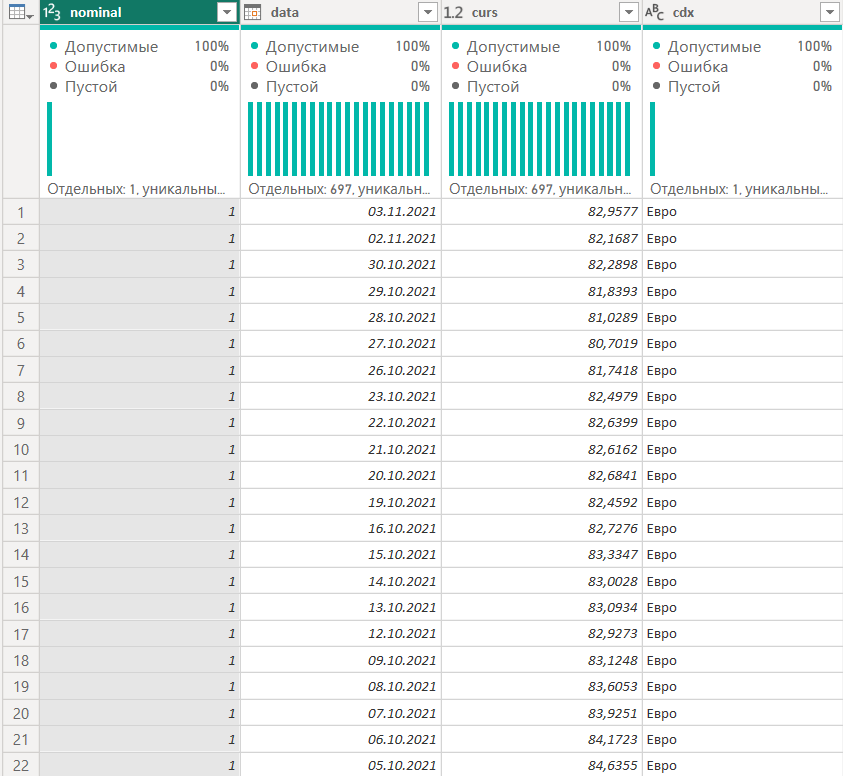 1²3 nominal data 1.2 curs ABC cdx
Допустимые 100% Допустимые 100% Допустимые 100% Допустимые 100%
Ошибка 0% Ошибка 0% Ошибка 0% Ошибка 0%
Пустой 0% Пустой 0% Пустой 0% Пустой 0%
Отдельных: 1, уникальны... Отдельных: 697, уникальн... Отдельных: 697, уникальн... Отдельных: 1, уникальны...
1 1 03.11.2021 82,9577 Евро
2 1 02.11.2021 82,1687 Евро
3 1 30.10.2021 82,2898 Евро
4 1 29.10.2021 81,8393 Евро
5 1 28.10.2021 81,0289 Евро
6 1 27.10.2021 80,7019 Евро
7 1 26.10.2021 81,7418 Евро
8 1 23.10.2021 82,4979 Евро
9 1 22.10.2021 82,6399 Евро
10 1 21.10.2021 82,6162 Евро
11 1 20.10.2021 82,6841 Евро
12 1 19.10.2021 82,4592 Евро
13 1 16.10.2021 82,7276 Евро
14 1 15.10.2021 83,3347 Евро
15 1 14.10.2021 83,0028 Евро
16 1 13.10.2021 83,0934 Евро
17 1 12.10.2021 82,9273 Евро
18 1 09.10.2021 83,1248 Евро
19 1 08.10.2021 83,6053 Евро
20 1 07.10.2021 83,9251 Евро
21 1 06.10.2021 84,1723 Евро
22 1 05.10.2021 84,6355 Евро